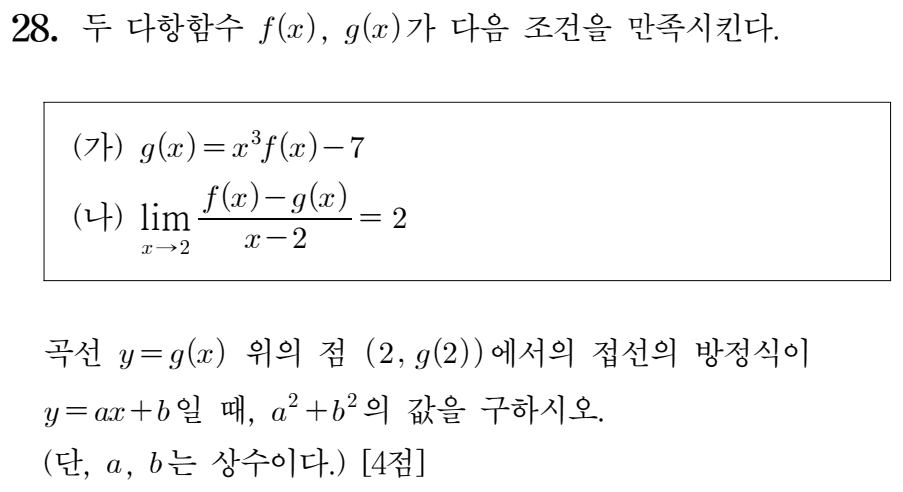 28. 두 다항함수 f(x), g(x)가 다음 조건을 만족시킨다.
(가) g(x)=x³f(x)-7
(나) lim_{x→2} \frac{f(x)-g(x)}{x-2} = 2
곡선 y=g(x) 위의 점 (2, g(2))에서의 접선의 방정식이
y=ax+b일 때, a²+b²의 값을 구하시오.
(단, a, b는 상수이다.) [4점]